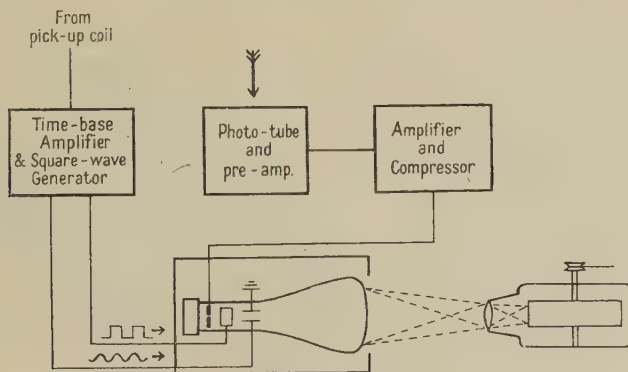 From
pick-up coil
Time-base
Amplifier
& Square-wave
Generator
Photo-tube
and
pre-amp.
Amplifier
and
Compressor